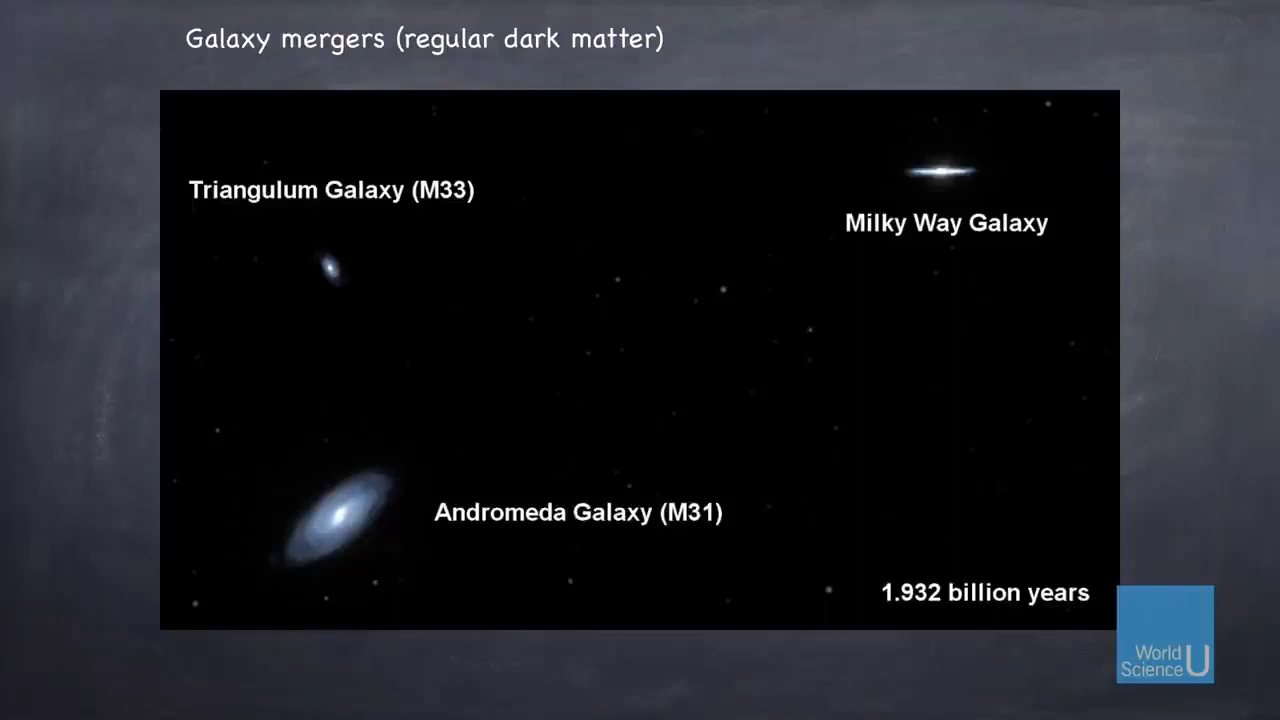 Galaxy mergers (regular dark matter)
Triangulum Galaxy (M33)
Milky Way Galaxy
Andromeda Galaxy (M31)
1.932 billion years
World
Science U